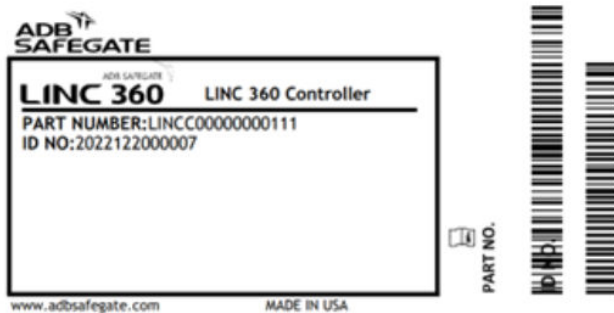 ADB
SAFEGATE
ADB SAFEGATE
LINC 360
LINC 360 Controller
PART NUMBER:LINCC00000000111
ID NO:2022122000007
www.adbsafegate.com
MADE IN USA
PART NO.
ID NO.